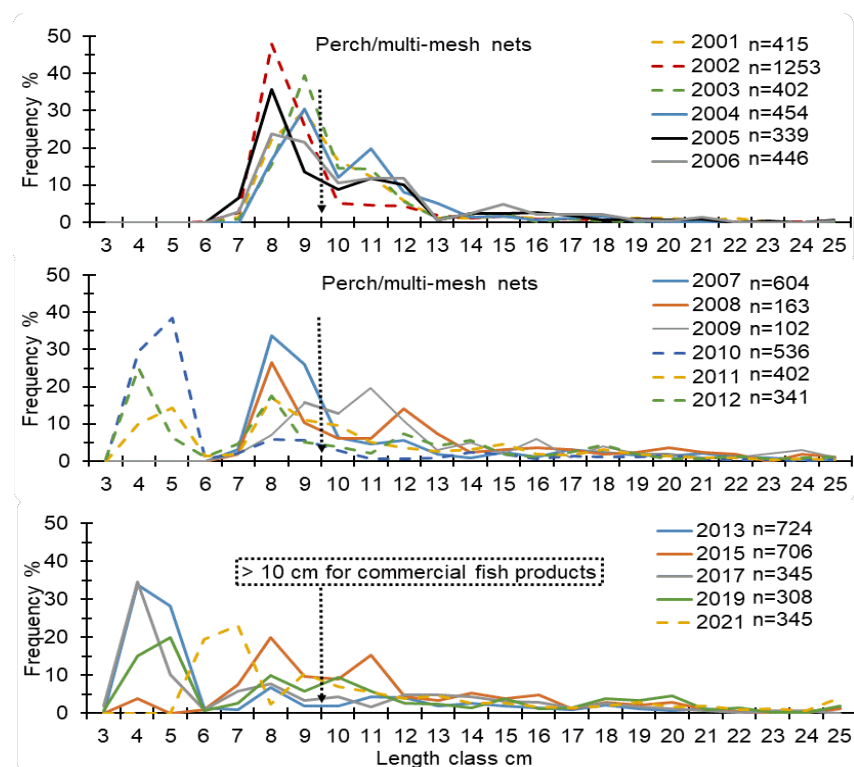 Perch/multi-mesh nets
Frequency %
50
40
30
20
10
0
3 4 5 6 7 8 9 10 11 12 13 14 15 16 17 18 19 20 21 22 23 24 25
2001 n=415
2002 n=1253
2003 n=402
2004 n=454
2005 n=339
2006 n=446
Perch/multi-mesh nets
Frequency %
50
40
30
20
10
0
3 4 5 6 7 8 9 10 11 12 13 14 15 16 17 18 19 20 21 22 23 24 25
2007 n=604
2008 n=163
2009 n=102
2010 n=536
2011 n=402
2012 n=341
Frequency %
50
40
30
20
10
0
> 10 cm for commercial fish products
3 4 5 6 7 8 9 10 11 12 13 14 15 16 17 18 19 20 21 22 23 24 25
Length class cm
2013 n=724
2015 n=706
2017 n=345
2019 n=308
2021 n=345